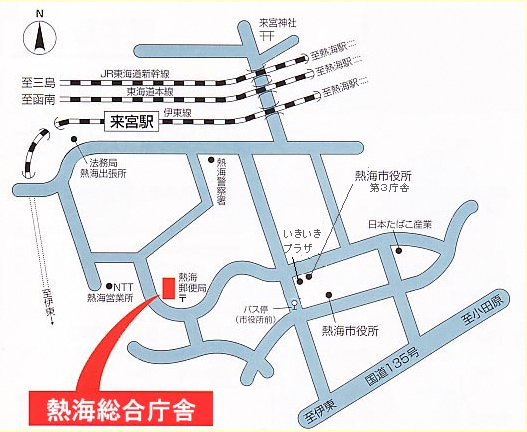 N
来宮神社
至熱海駅
至熱海駅
至熱海駅
JR東海道新幹線
至三島
東海道本線
至函南
伊東線
来宮駅
法務局
熱海出張所
熱海警察署
熱海市役所
第3庁舎
いきいき
プラザ
日本たばこ産業
熱海
郵便局
〒
NTT
熱海営業所
至伊東
バス停
(市役所前)
熱海市役所
至小田原
国道135号
至伊東
熱海総合庁舎